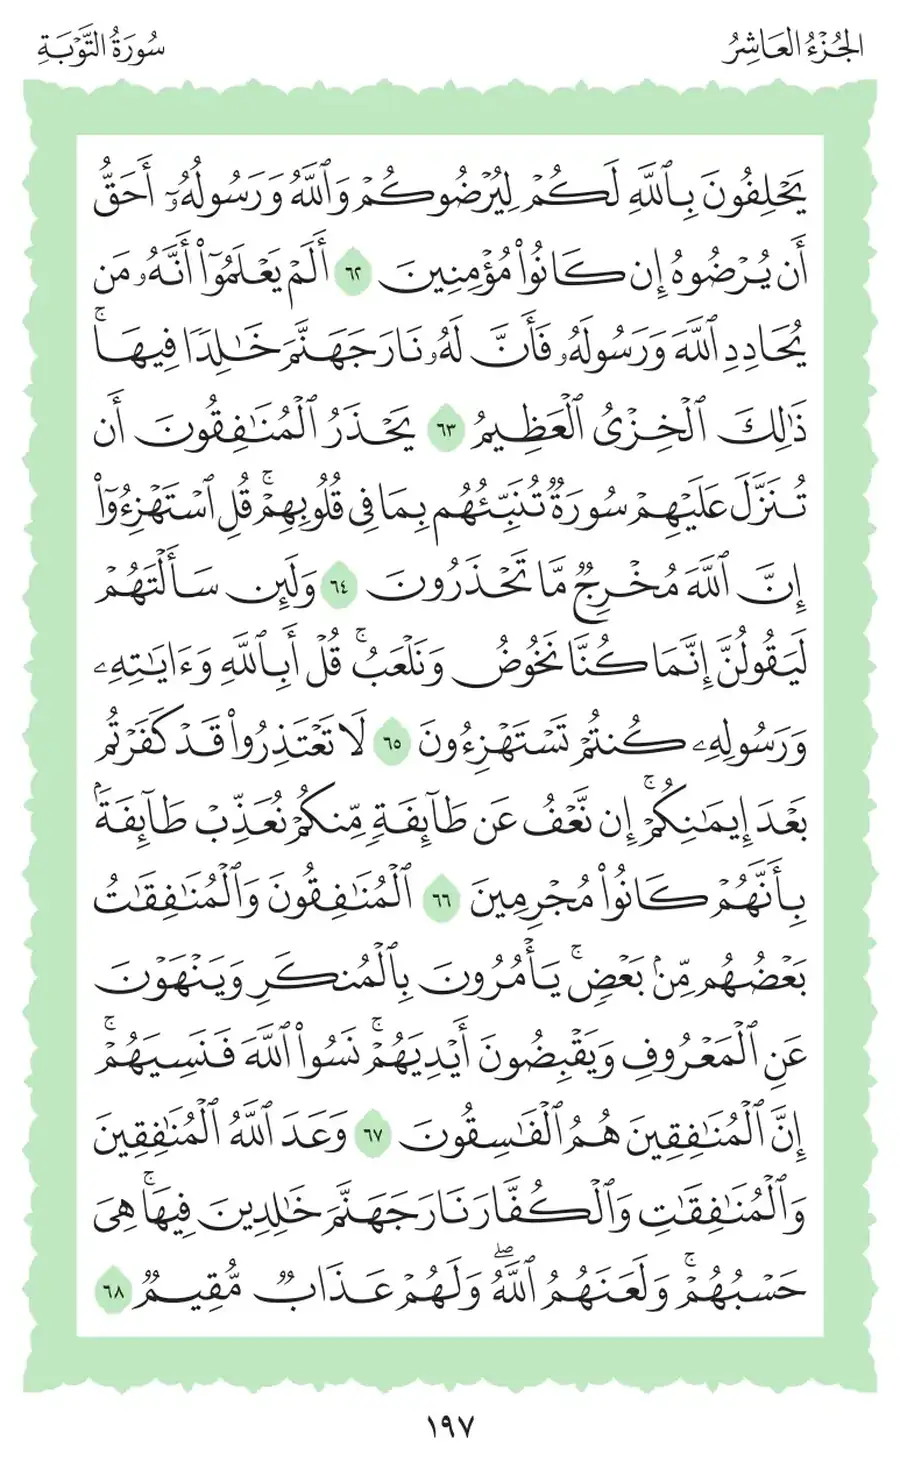 الجُزْءُ العَاشِرُ
سُورَةُ التَّوْبَةِ
يَحْلِفُونَ بِٱللَّهِ لَكُمْ لِيُرْضُوكُمْ وَٱللَّهُ وَرَسُولُهُۥٓ أَحَقُّ
أَن يُرْضُوهُ إِن كَانُوا۟ مُؤْمِنِينَ ٦٢ أَلَمْ يَعْلَمُوٓا۟ أَنَّهُۥ مَن
يُحَادِدِ ٱللَّهَ وَرَسُولَهُۥ فَأَنَّ لَهُۥ نَارَ جَهَنَّمَ خَٰلِدًا فِيهَاۚ
ذَٰلِكَ ٱلْخِزْىُ ٱلْعَظِيمُ ٦٣ يَحْذَرُ ٱلْمُنَٰفِقُونَ أَن
تُنَزَّلَ عَلَيْهِمْ سُورَةٌ تُنَبِّئُهُم بِمَا فِى قُلُوبِهِمْۚ قُلِ ٱسْتَهْزِءُوٓا۟
إِنَّ ٱللَّهَ مُخْرِجٌ مَّا تَحْذَرُونَ ٦٤ وَلَئِن سَأَلْتَهُمْ
لَيَقُولُنَّ إِنَّمَا كُنَّا نَخُوضُ وَنَلْعَبُۚ قُلْ أَبِٱللَّهِ وَءَايَٰتِهِۦ
وَرَسُولِهِۦ كُنتُمْ تَسْتَهْزِءُونَ ٦٥ لَا تَعْتَذِرُوا۟ قَدْ كَفَرْتُم
بَعْدَ إِيمَٰنِكُمْۚ إِن نَّعْفُ عَن طَآئِفَةٍ مِّنكُمْ نُعَذِّبْ طَآئِفَةَۢ
بِأَنَّهُمْ كَانُوا۟ مُجْرِمِينَ ٦٦ ٱلْمُنَٰفِقُونَ وَٱلْمُنَٰفِقَٰتُ
بَعْضُهُم مِّنۢ بَعْضٍۚ يَأْمُرُونَ بِٱلْمُنكَرِ وَيَنْهَوْنَ
عَنِ ٱلْمَعْرُوفِ وَيَقْبِضُونَ أَيْدِيَهُمْۚ نَسُوا۟ ٱللَّهَ فَنَسِيَهُمْۚ
إِنَّ ٱلْمُنَٰفِقِينَ هُمُ ٱلْفَٰسِقُونَ ٦٧ وَعَدَ ٱللَّهُ ٱلْمُنَٰفِقِينَ
وَٱلْمُنَٰفِقَٰتِ وَٱلْكُفَّارَ نَارَ جَهَنَّمَ خَٰلِدِينَ فِيهَاۚ هِىَ
حَسْبُهُمْۚ وَلَعَنَهُمُ ٱللَّهُۖ وَلَهُمْ عَذَابٌ مُّقِيمٌ ٦٨
١٩٧